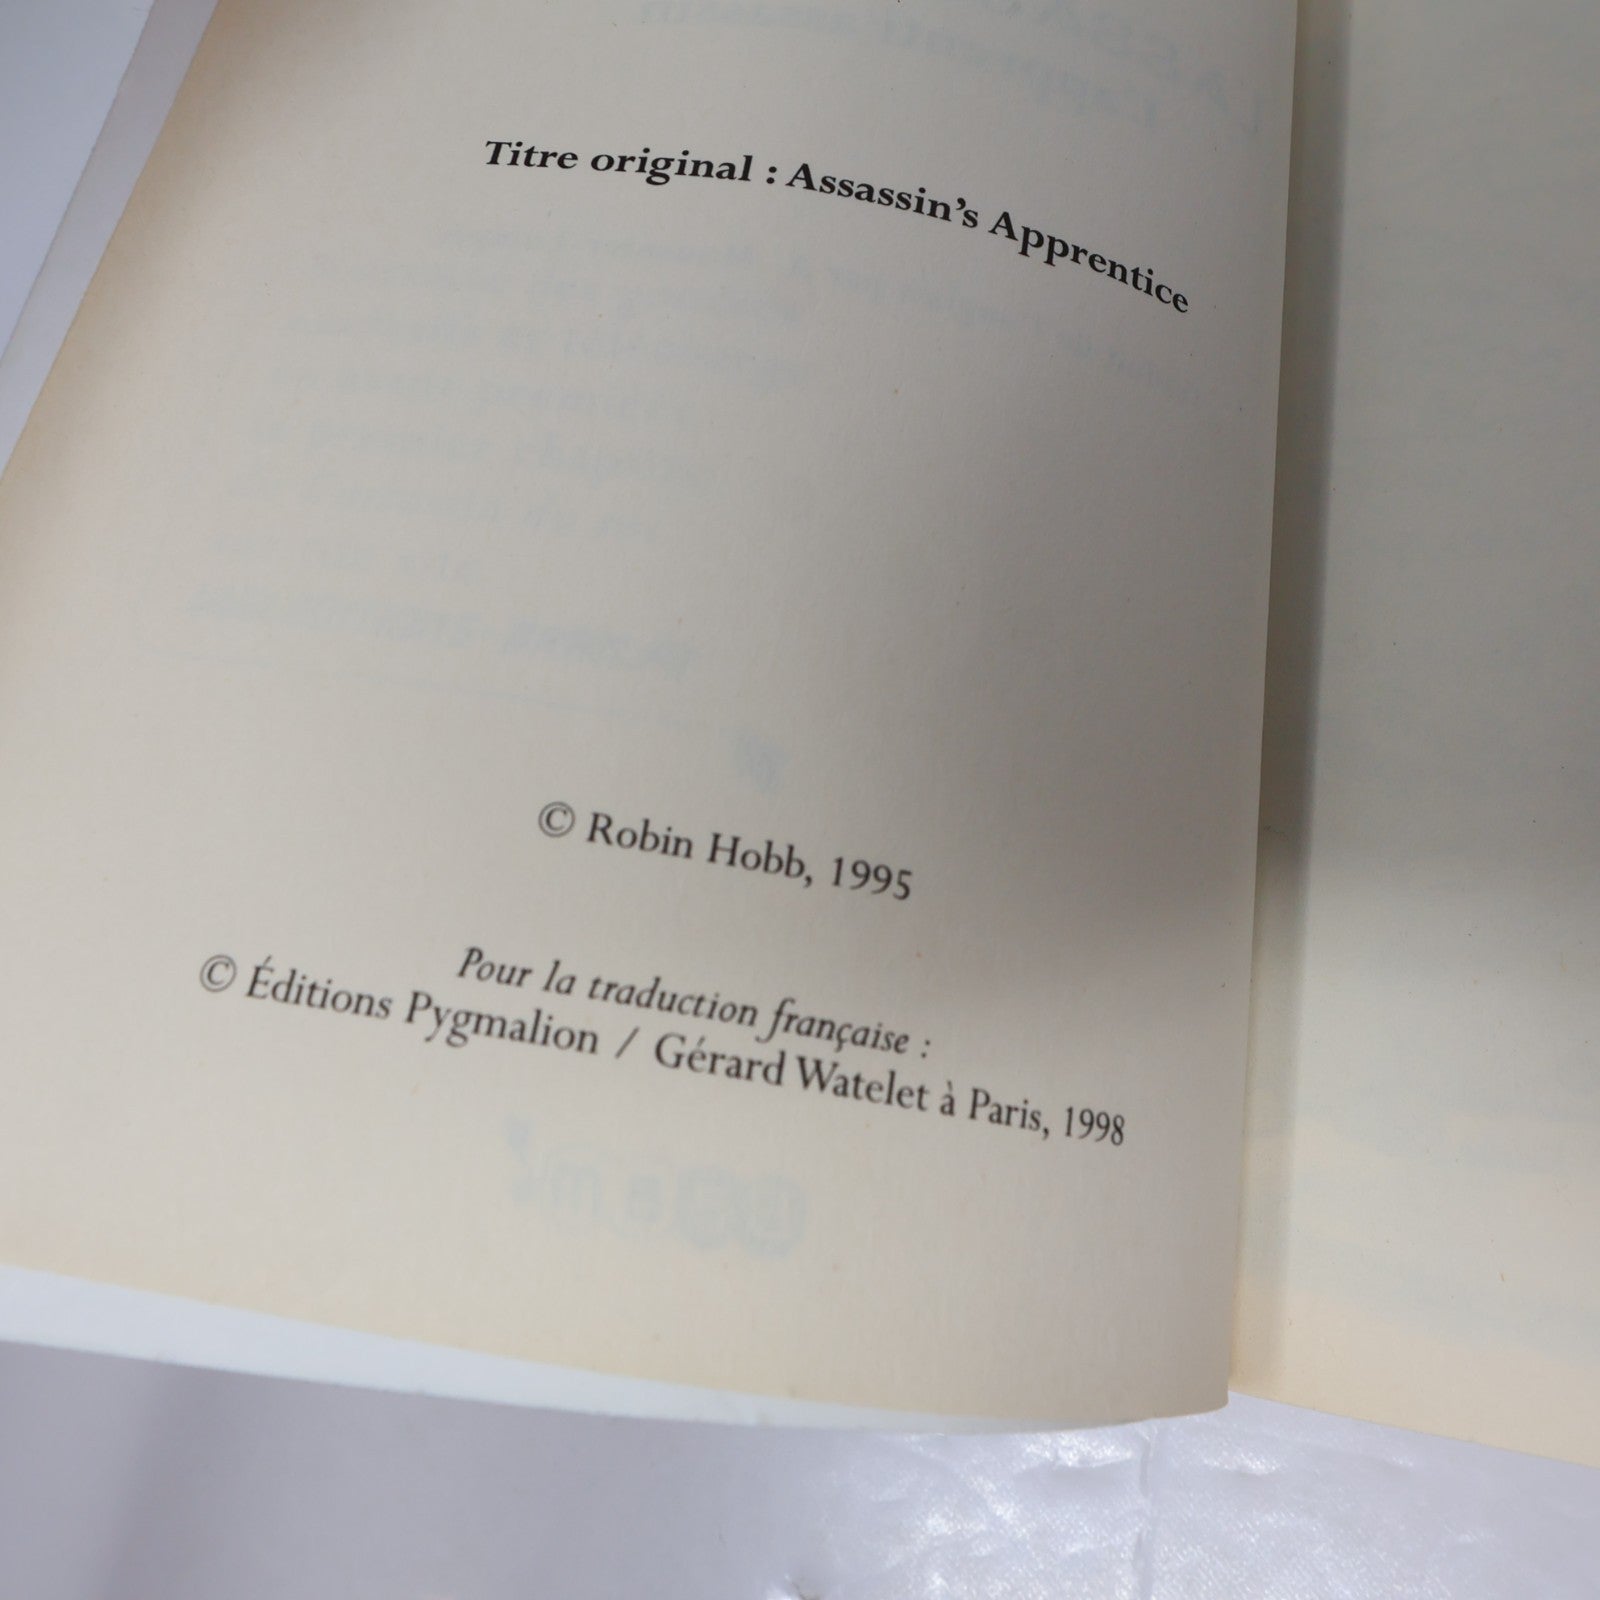 Titre original : Assassin's Apprentice
© Robin Hobb, 1995
Pour la traduction française :
© Éditions Pygmalion / Gérard Watelet à Paris, 1998